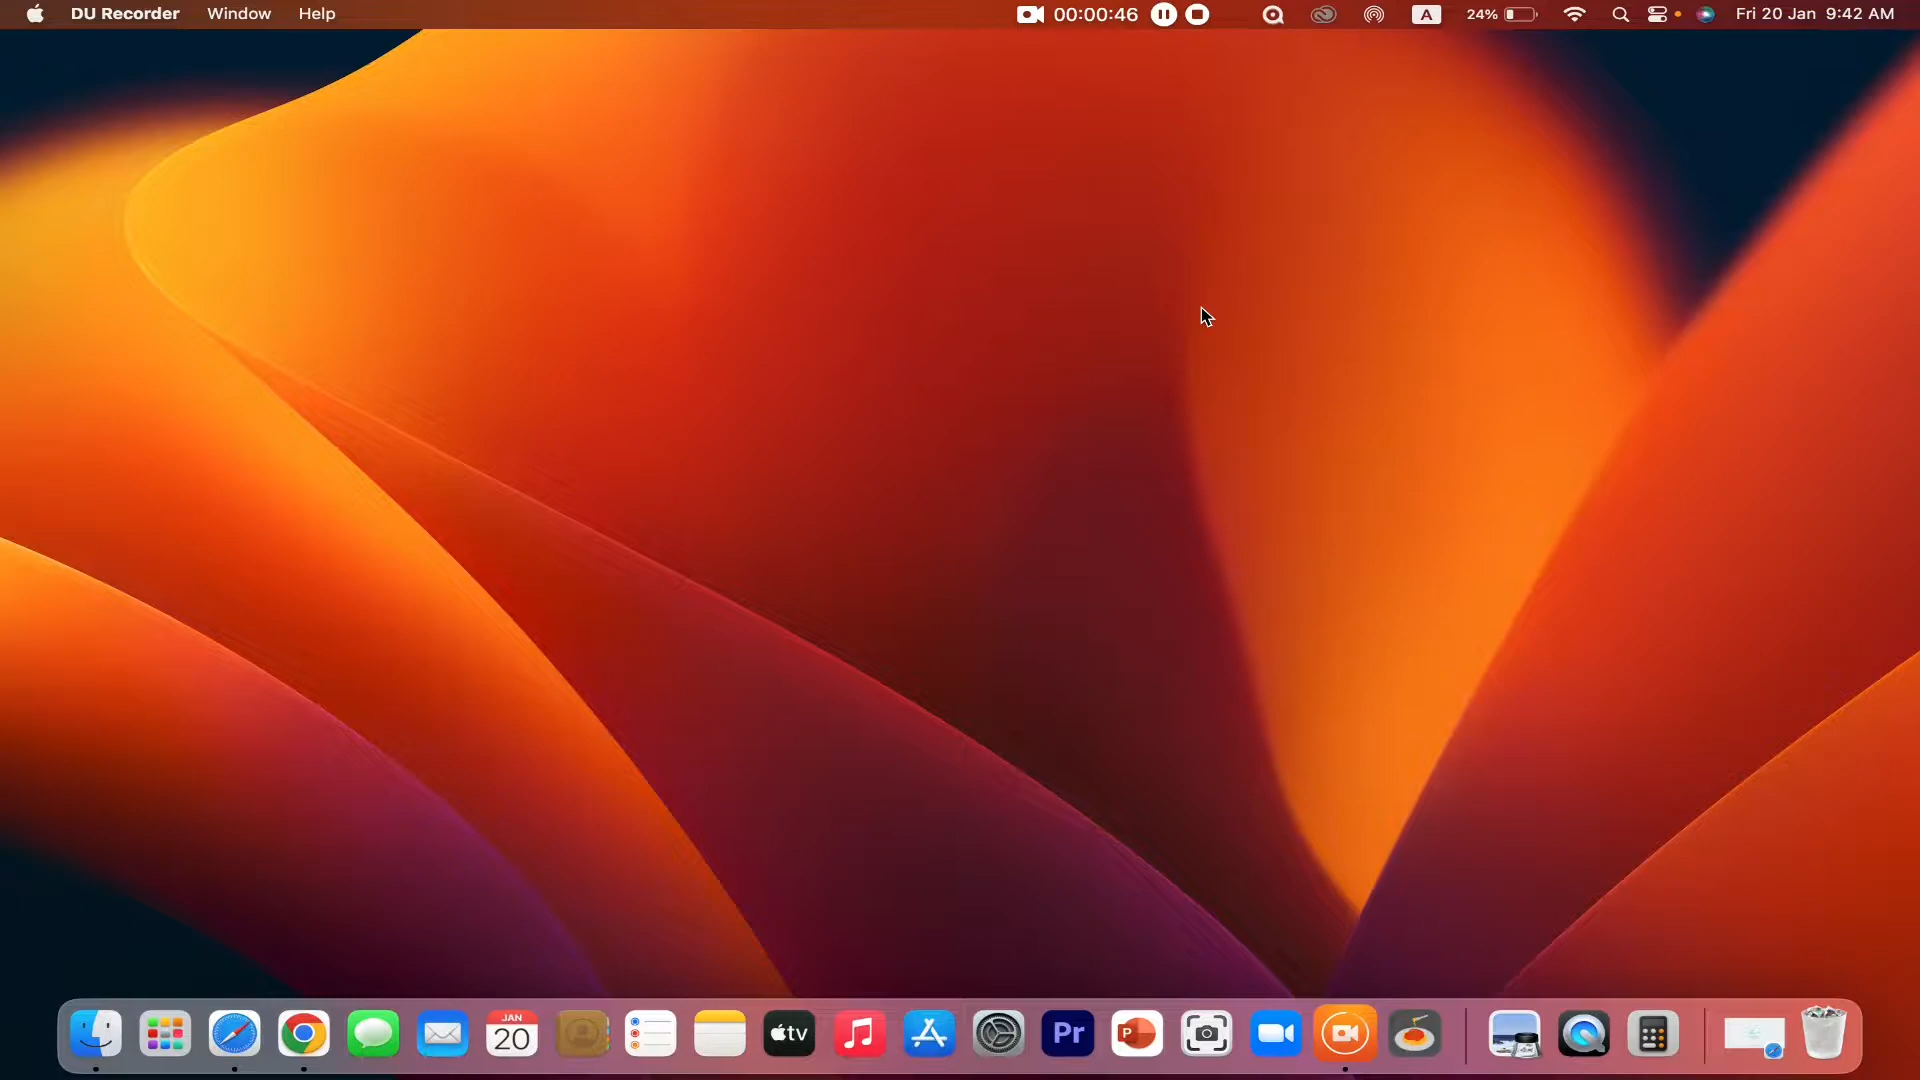 DU Recorder Window Help 00:00:46 A 24% Fri 20 Jan 9:42 AM
JAN
20
tv
Pr
P